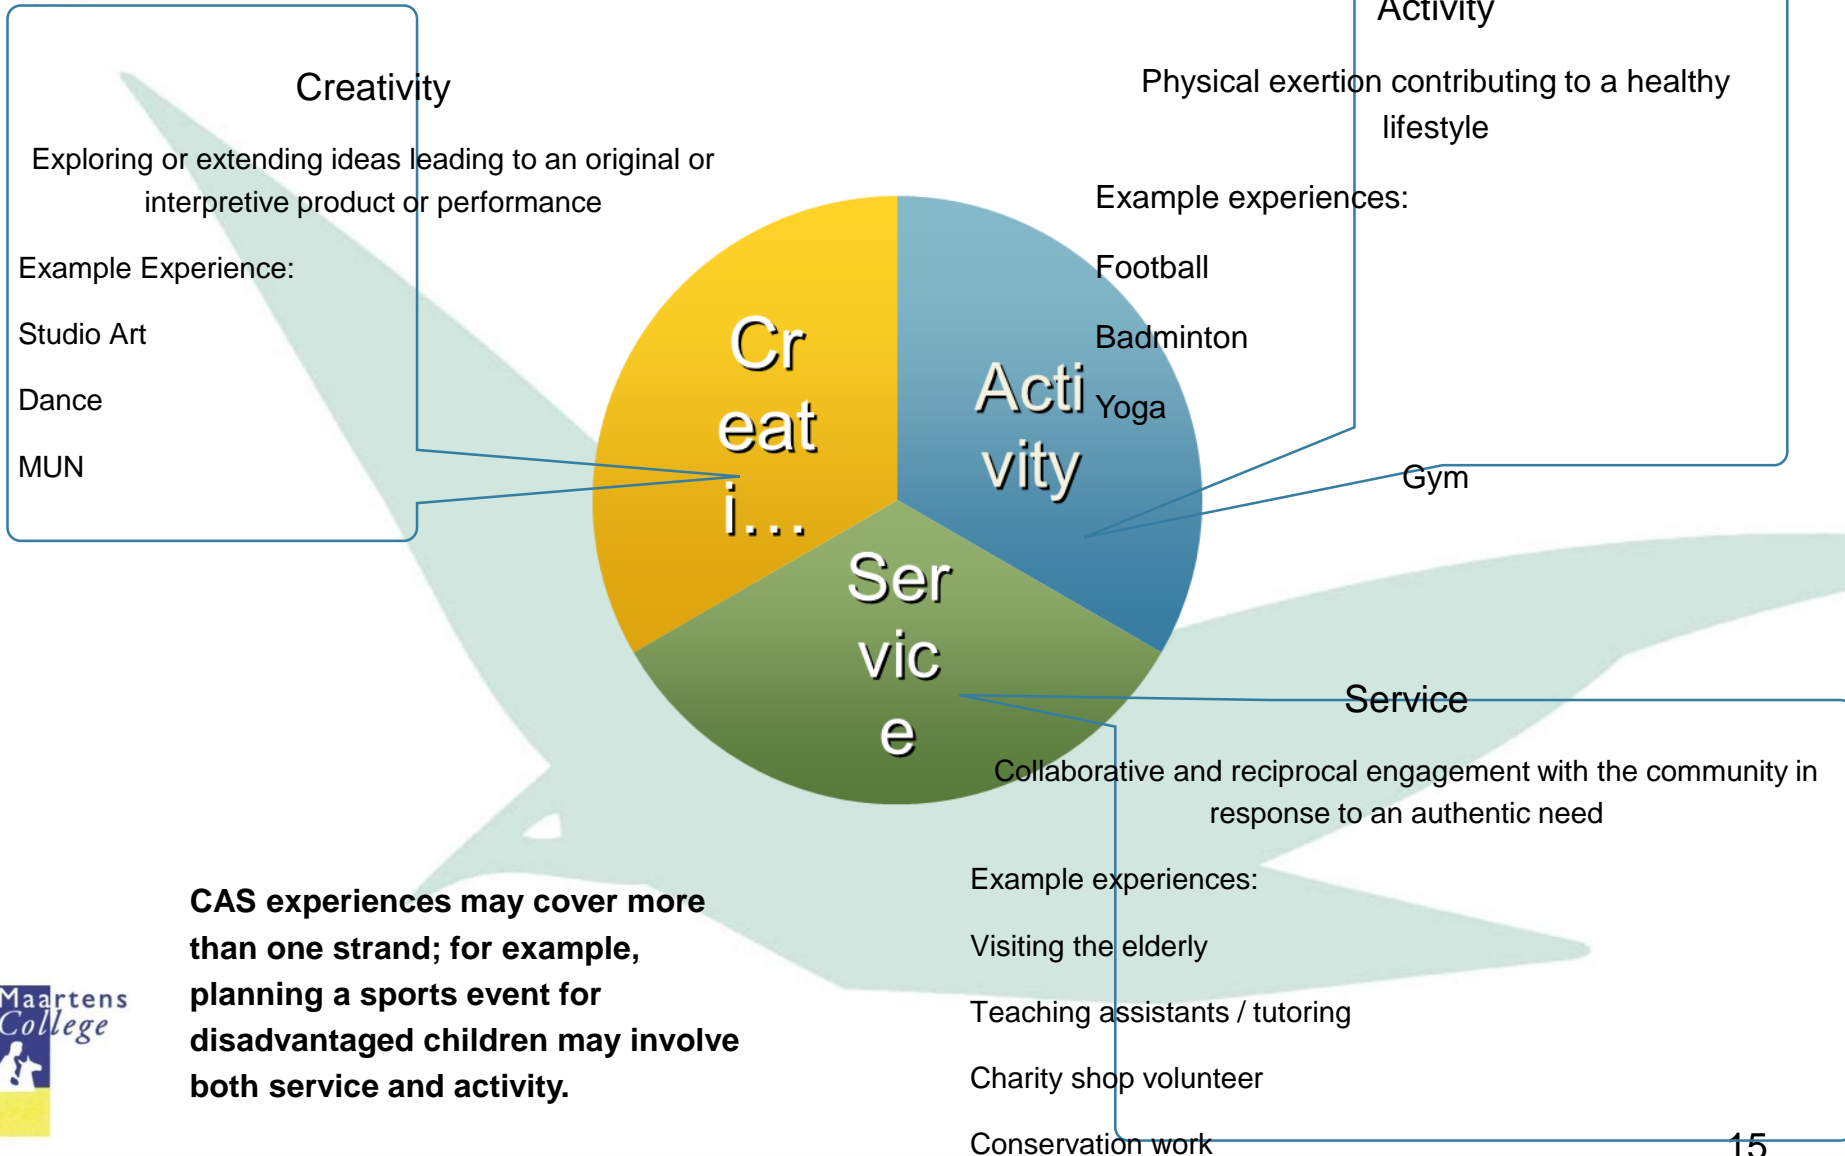 Creativity
Exploring or extending ideas leading to an original or
interpretive product or performance
Example Experience:
Studio Art
Dance
MUN
Activity
Physical exertion contributing to a healthy
lifestyle
Example experiences:
Football
Badminton
Yoga
Gym
Cr
eat
i…
Acti
vity
Ser
vic
e
Service
Collaborative and reciprocal engagement with the community in
response to an authentic need
Example experiences:
Visiting the elderly
Teaching assistants / tutoring
Charity shop volunteer
Conservation work
CAS experiences may cover more
than one strand; for example,
planning a sports event for
disadvantaged children may involve
both service and activity.
Maartens
College
15